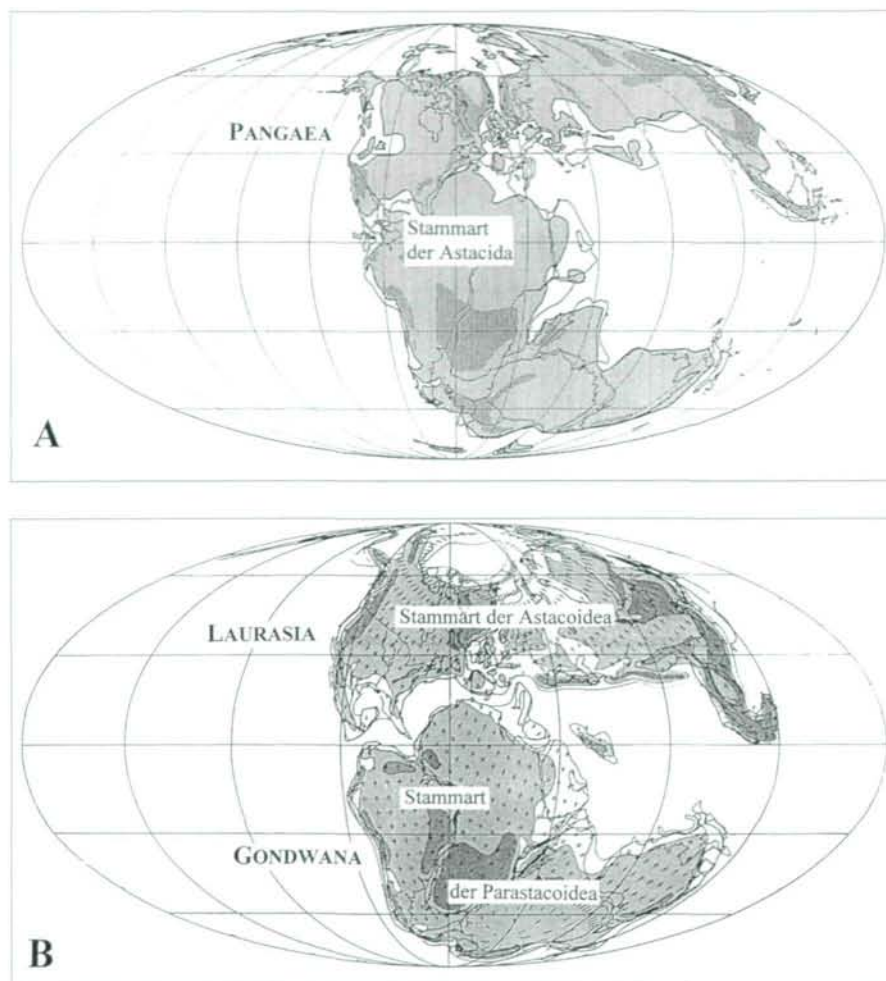 PANGAEA
Stammart
der Astacida
A
Stammart der Astacoidea
LAURASIA
Stammart
GONDWANA
der Parastacoidea
B